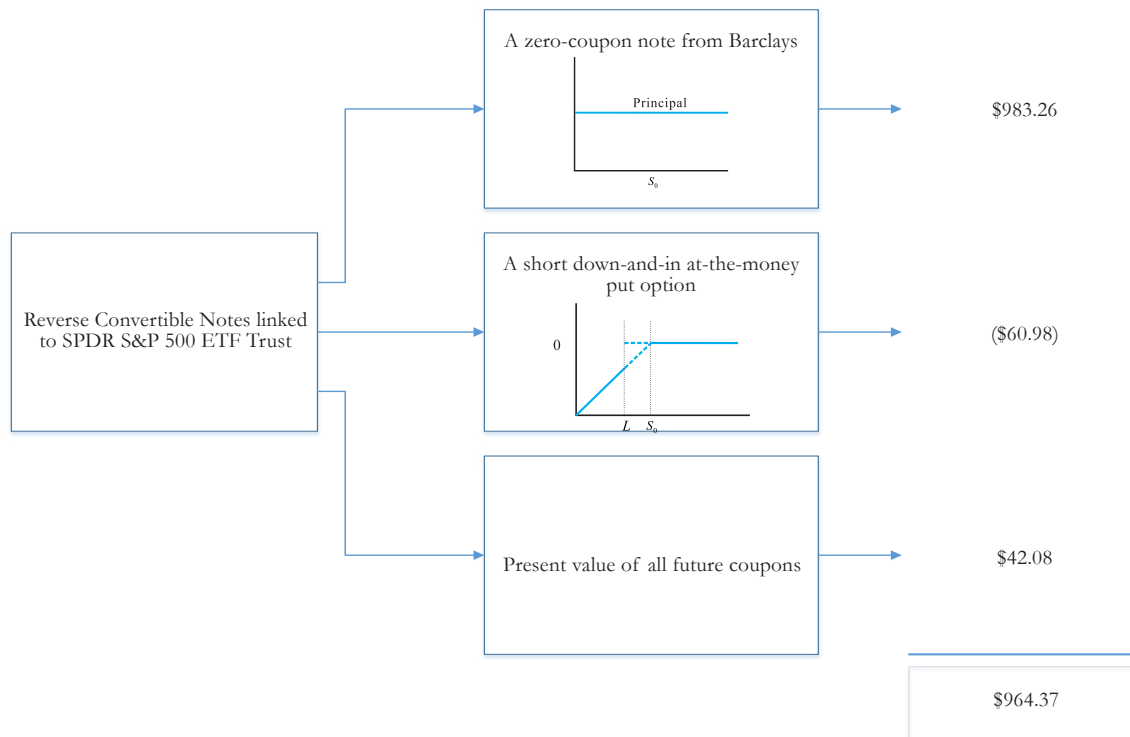 A zero-coupon note from Barclays
Principal
S₀
$983.26
Reverse Convertible Notes linked
to SPDR S&P 500 ETF Trust
A short down-and-in at-the-money
put option
0
L S₀
($60.98)
Present value of all future coupons
$42.08
$964.37